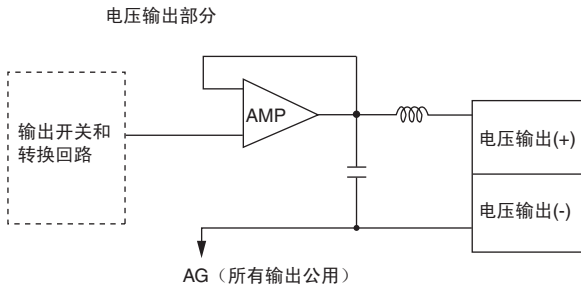 电压输出部分
输出开关和
转换回路
AMP
电压输出(+)
电压输出(-)
AG（所有输出公用）